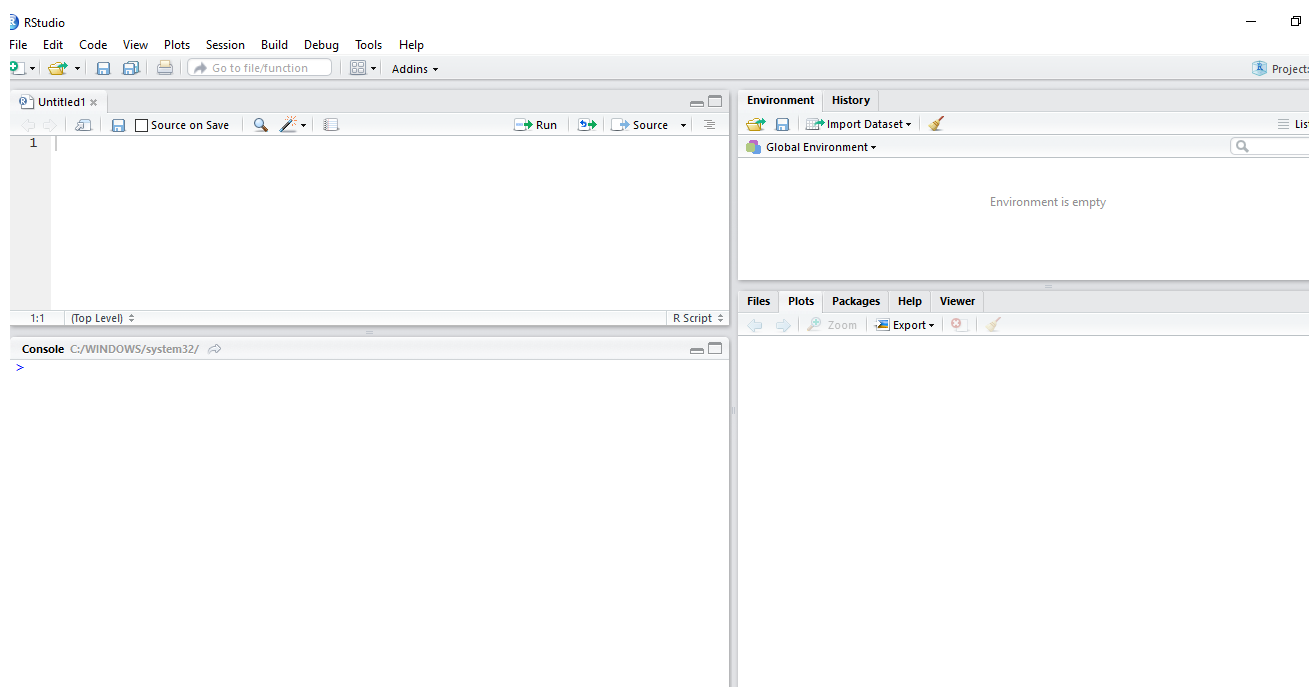 RStudio
File Edit Code View Plots Session Build Debug Tools Help
Go to file/function Addins Project:
Untitled1
Source on Save Run Source
1
1:1 (Top Level) R Script
Console C:/WINDOWS/system32/
>
Environment History
Import Dataset Lis
Global Environment
Environment is empty
Files Plots Packages Help Viewer
Zoom Export